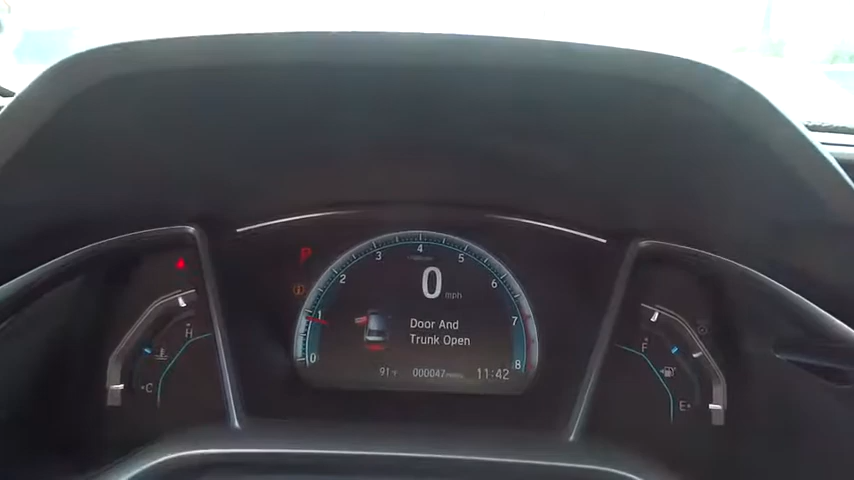 4
3
5
2
6
1
7
0
8
P
0 mph
Door And
Trunk Open
91°F
000047 miles
11:42
H
C
F
E